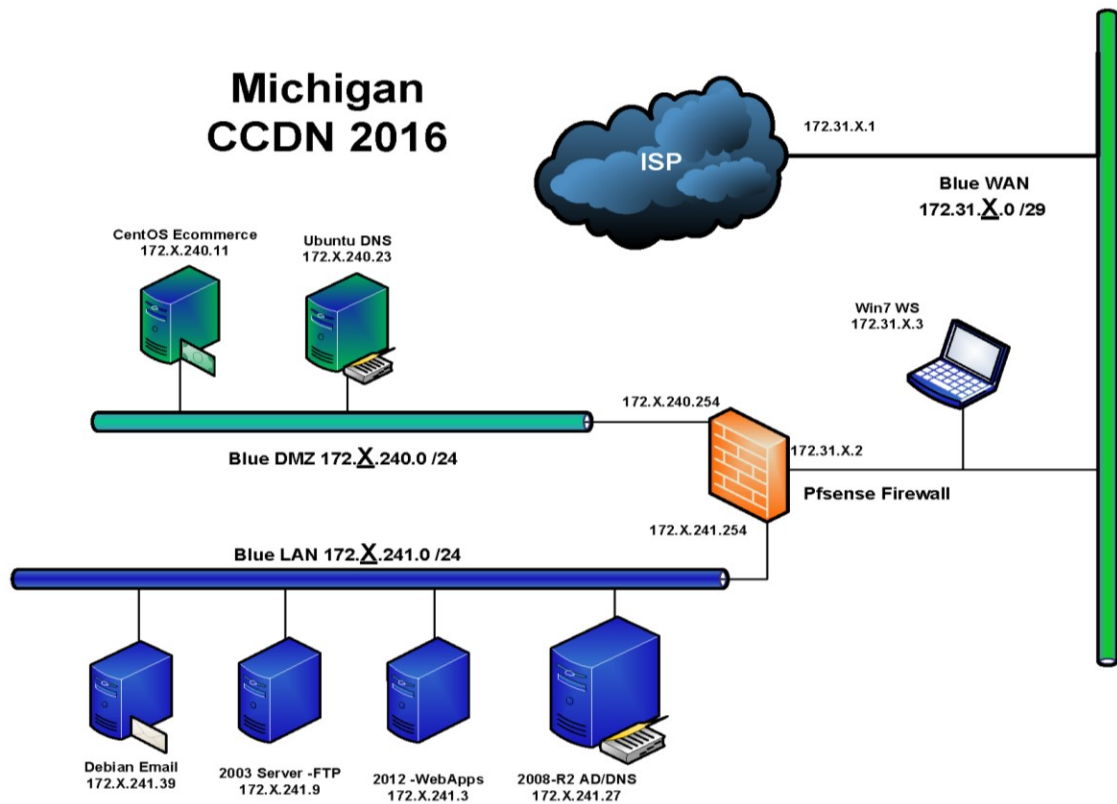 Michigan
CCDN 2016
ISP
172.31.X.1
Blue WAN
172.31.X.0 /29
CentOS Ecommerce
172.X.240.11
Ubuntu DNS
172.X.240.23
Win7 WS
172.31.X.3
172.X.240.254
Blue DMZ 172.X.240.0 /24
172.31.X.2
Pfsense Firewall
172.X.241.254
Blue LAN 172.X.241.0 /24
Debian Email
172.X.241.39
2003 Server -FTP
172.X.241.9
2012 -WebApps
172.X.241.3
2008-R2 AD/DNS
172.X.241.27